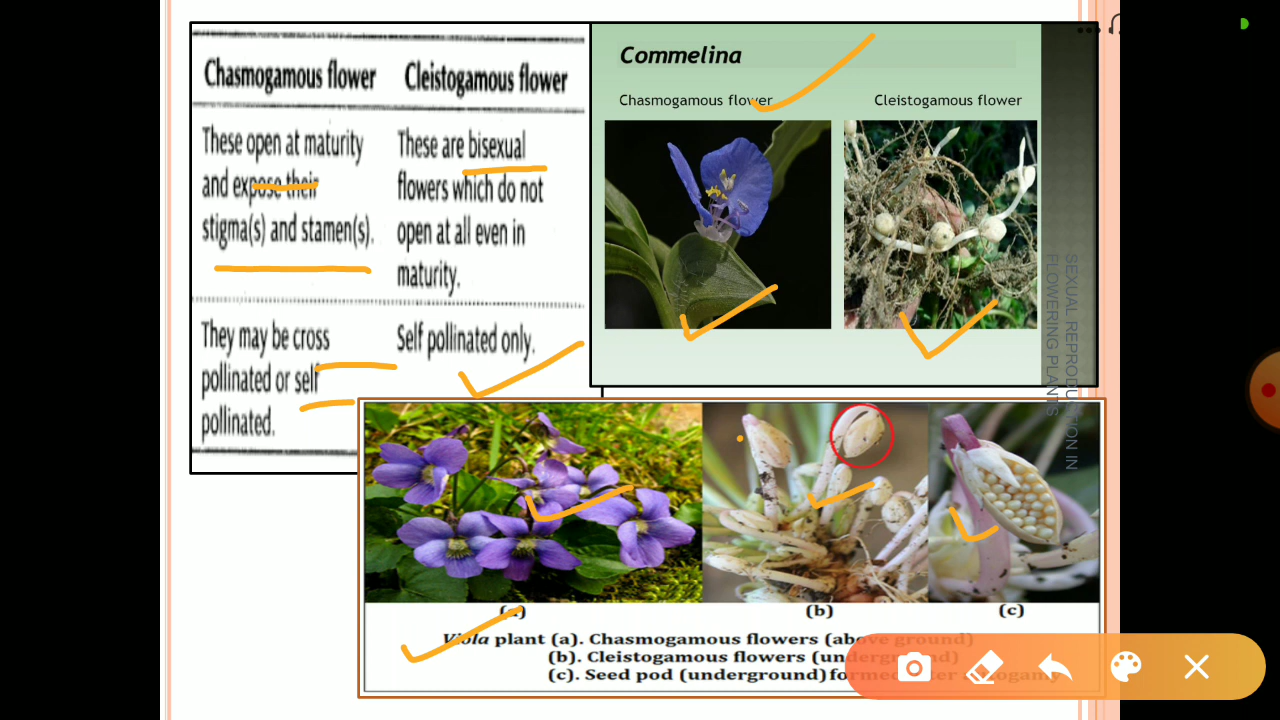 Chasmogamous flower
Cleistogamous flower
These open at maturity
and expose their
stigma(s) and stamen(s).
These are bisexual
flowers which do not
open at all even in
maturity.
They may be cross
pollinated or self
pollinated.
Self pollinated only.
Commelina
Chasmogamous flower
Cleistogamous flower
SEXUAL REPRODUCTION IN
FLOWERING PLANTS
(a)
(b)
(c)
Viola plant (a). Chasmogamous flowers (above ground)
(b). Cleistogamous flowers (underground)
(c). Seed pod (underground) formed